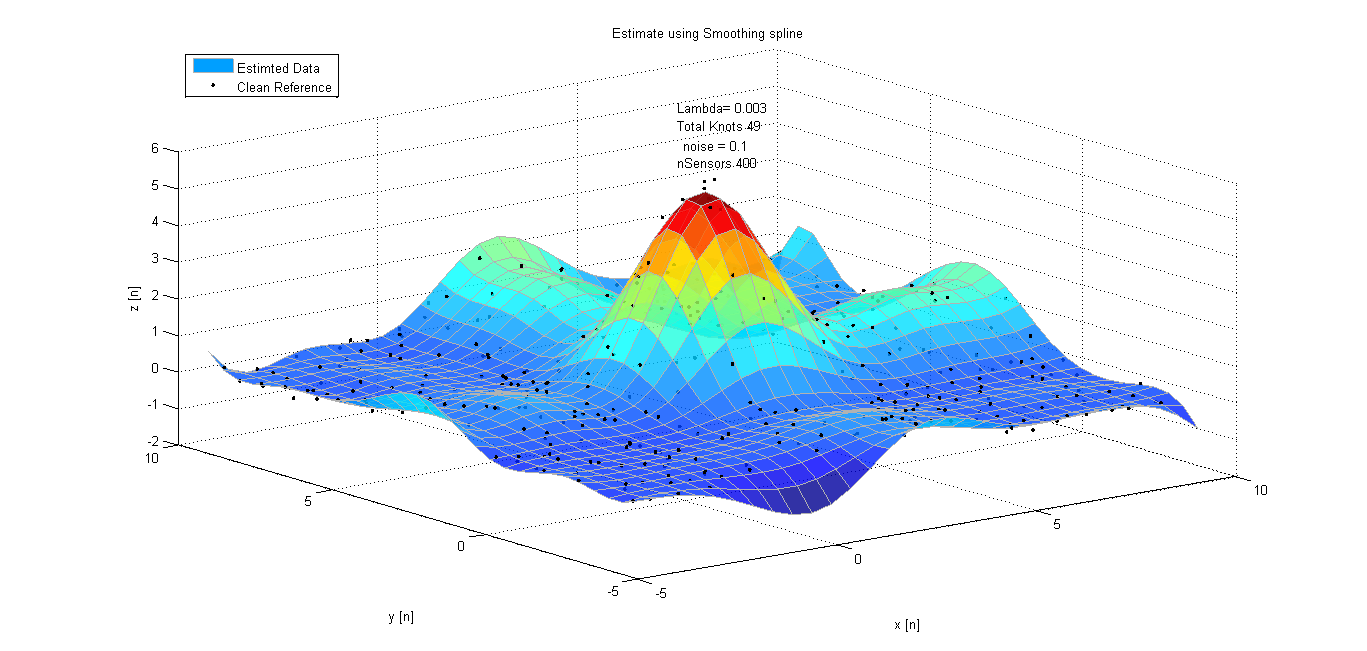 Estimate using Smoothing spline
Estimted Data
Clean Reference
Lambda= 0.003
Total Knots 49
noise = 0.1
nSensors 400
6
5
4
3
2
1
0
-1
-2
z [n]
10
5
0
-5
y [n]
-5
0
5
10
x [n]